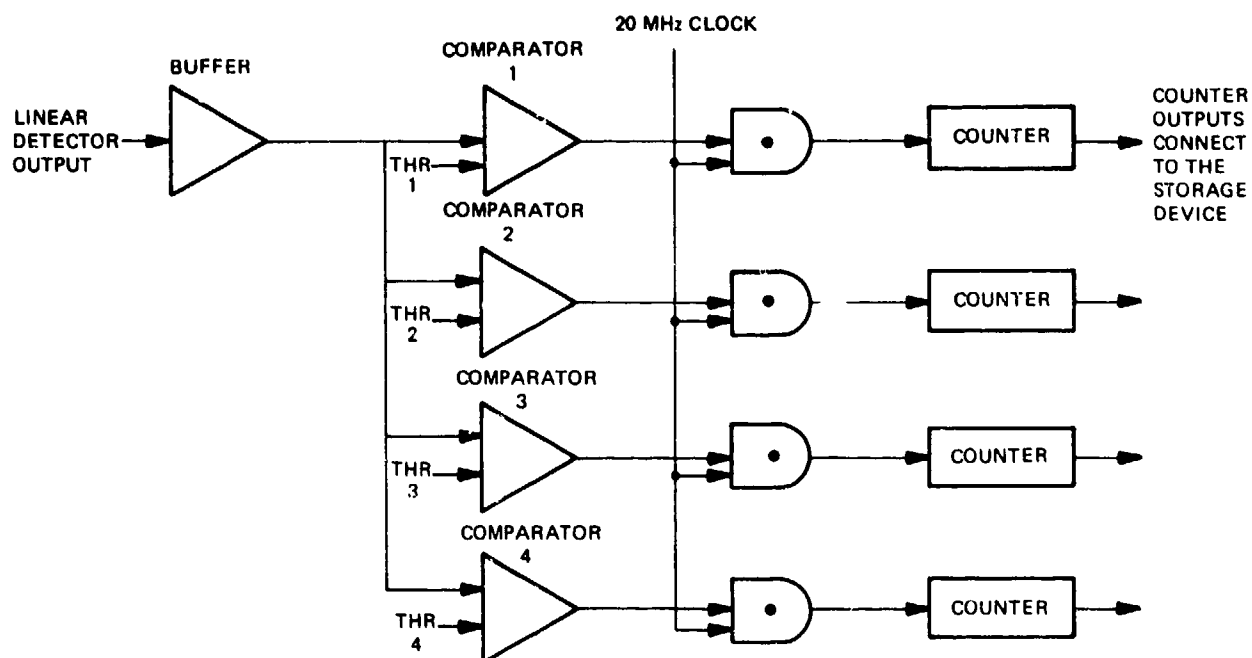 20 MHz CLOCK
COMPARATOR
1
BUFFER
LINEAR
DETECTOR
OUTPUT
THR
1
COUNTER
COUNTER
OUTPUTS
CONNECT
TO THE
STORAGE
DEVICE
COMPARATOR
2
THR
2
COUNTER
COMPARATOR
3
THR
3
COUNTER
COMPARATOR
4
THR
4
COUNTER